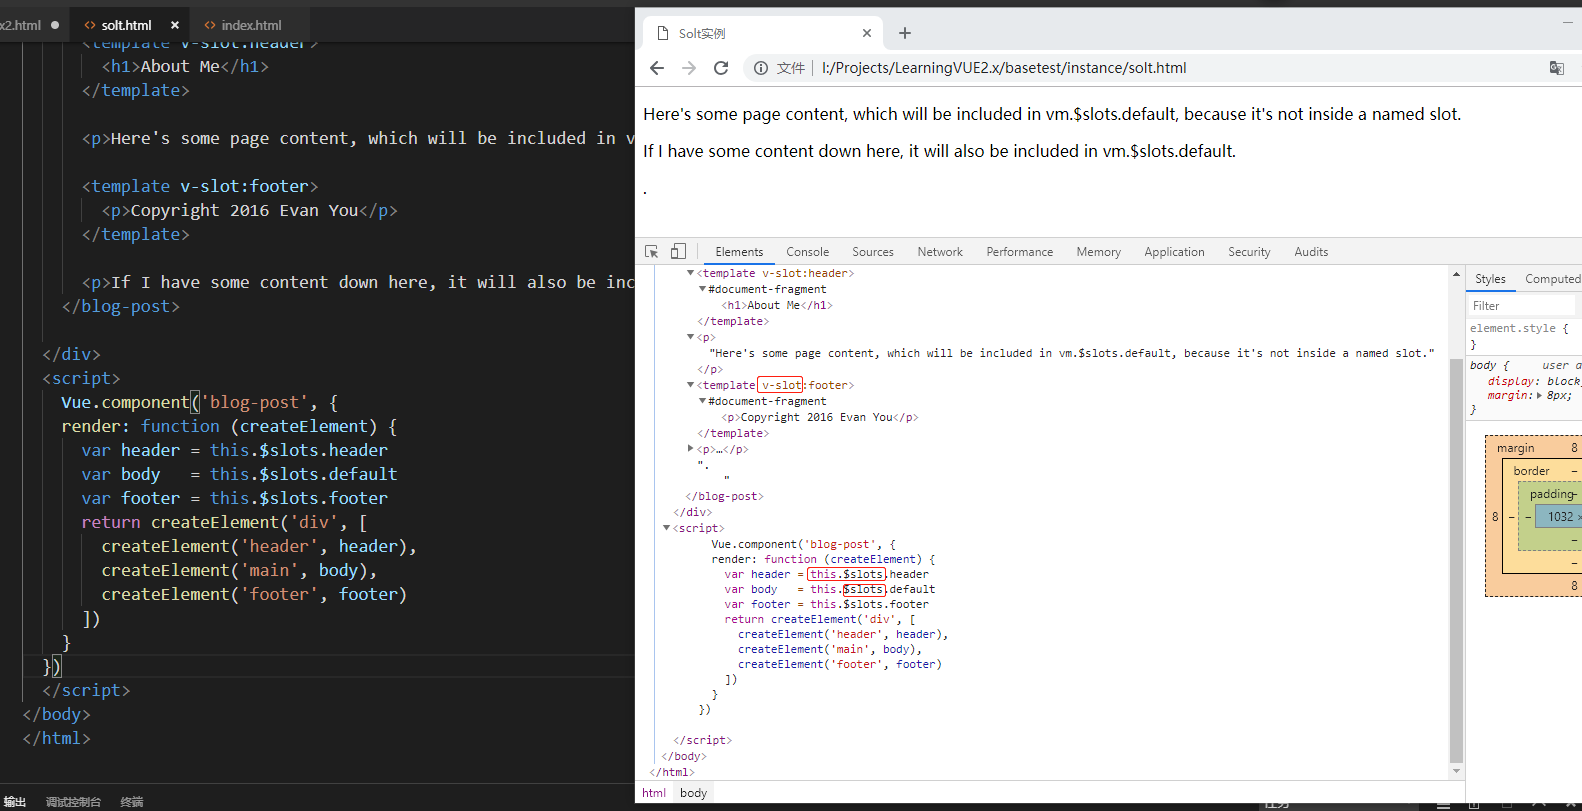 x2.html ● solt.html × index.html
<template v-slot:header>
<h1>About Me</h1>
</template>
<p>Here's some page content, which will be included in v
<template v-slot:footer>
<p>Copyright 2016 Evan You</p>
</template>
<p>If I have some content down here, it will also be inc
</blog-post>
</div>
<script>
Vue.component('blog-post', {
render: function (createElement) {
var header = this.$slots.header
var body   = this.$slots.default
var footer = this.$slots.footer
return createElement('div', [
createElement('header', header),
createElement('main', body),
createElement('footer', footer)
])
}
})
</script>
</body>
</html>
输出 调试控制台 终端
Solt实例 × +
文件 | I:/Projects/LearningVUE2.x/basetest/instance/solt.html
Here's some page content, which will be included in vm.$slots.default, because it's not inside a named slot.
If I have some content down here, it will also be included in vm.$slots.default.
.
Elements Console Sources Network Performance Memory Application Security Audits
<template v-slot:header>
#document-fragment
<h1>About Me</h1>
</template>
<p>
"Here's some page content, which will be included in vm.$slots.default, because it's not inside a named slot."
</p>
<template v-slot:footer>
#document-fragment
<p>Copyright 2016 Evan You</p>
</template>
<p>…</p>
".
"
</blog-post>
</div>
<script>
Vue.component('blog-post', {
render: function (createElement) {
var header = this.$slots.header
var body   = this.$slots.default
var footer = this.$slots.footer
return createElement('div', [
createElement('header', header),
createElement('main', body),
createElement('footer', footer)
])
}
})
</script>
</body>
</html>
html body
Styles Computed
Filter
element.style {
}
body { user a
display: block;
margin: 8px;
}
margin 8
border –
padding –
8 – – 1032 ×
–
–
8